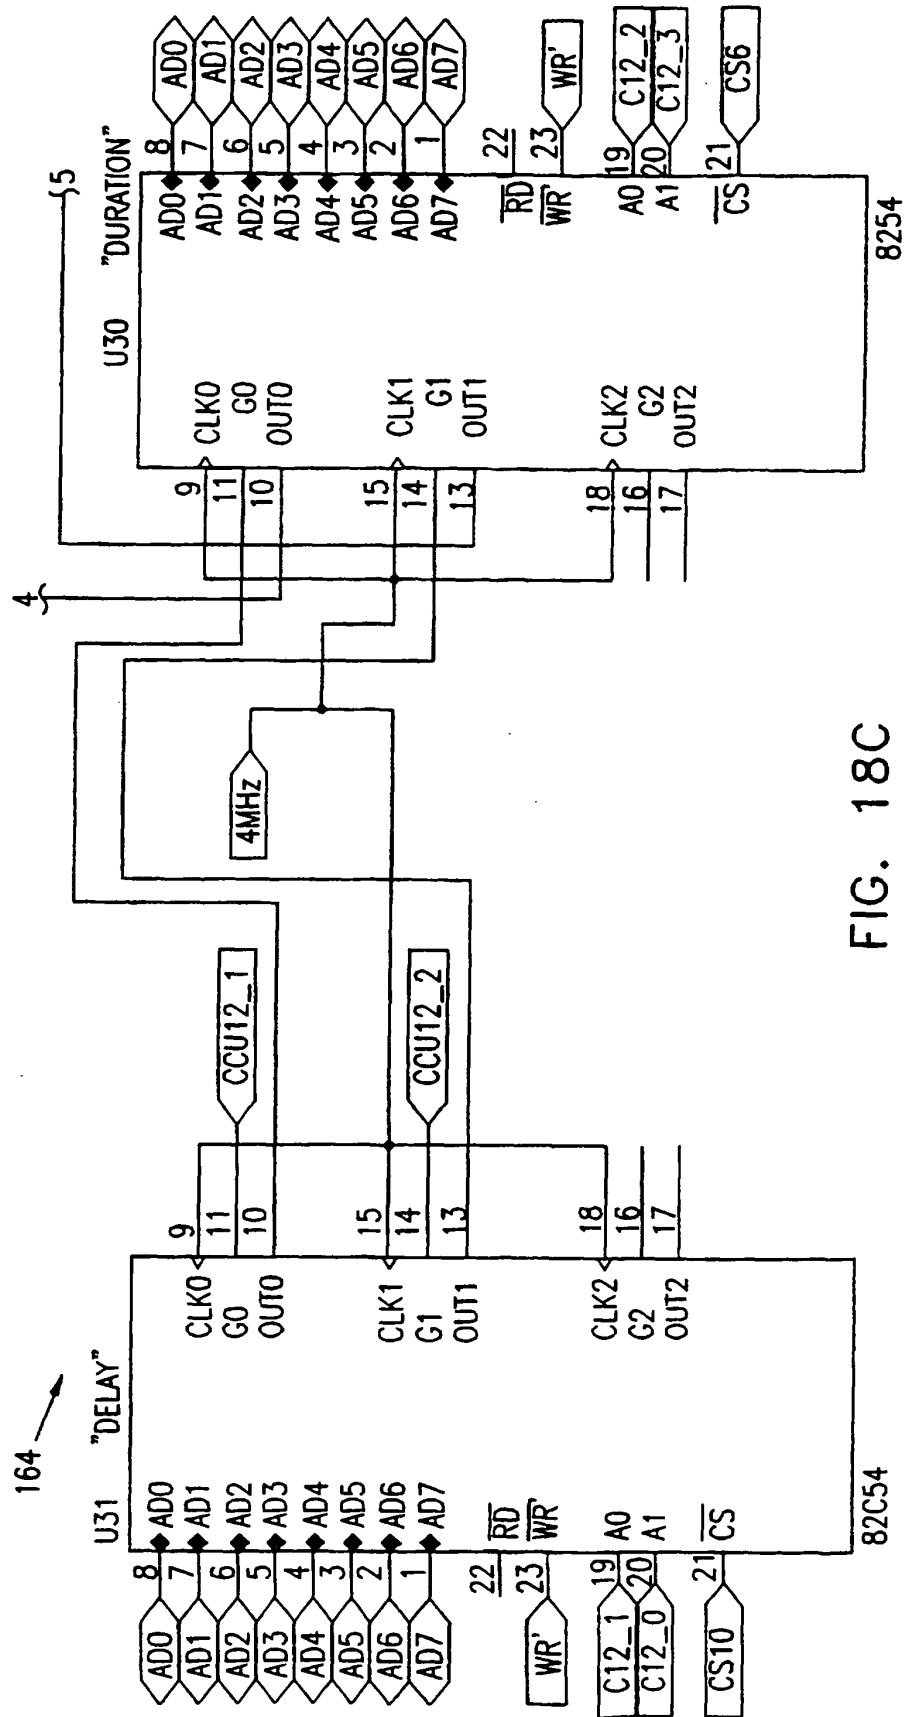 164
U31 "DELAY"
AD0 8 AD0
AD1 7 AD1
AD2 6 AD2
AD3 5 AD3
AD4 4 AD4
AD5 3 AD5
AD6 2 AD6
AD7 1 AD7
22 RD
WR' 23 WR'
C12_1 19 A0
C12_0 20 A1
CS10 21 CS
82C54
CLK0 9
G0 11 CCU12_1
OUT0 10
CLK1 15
G1 14 CCU12_2
OUT1 13
CLK2 18
G2 16
OUT2 17
4MHz
4
5
U30 "DURATION"
9 CLK0
11 G0
10 OUT0
15 CLK1
14 G1
13 OUT1
18 CLK2
16 G2
17 OUT2
AD0 8 AD0
AD1 7 AD1
AD2 6 AD2
AD3 5 AD3
AD4 4 AD4
AD5 3 AD5
AD6 2 AD6
AD7 1 AD7
RD 22
WR' 23 WR'
A0 19 C12_2
A1 20 C12_3
CS 21 CS6
8254
FIG. 18C